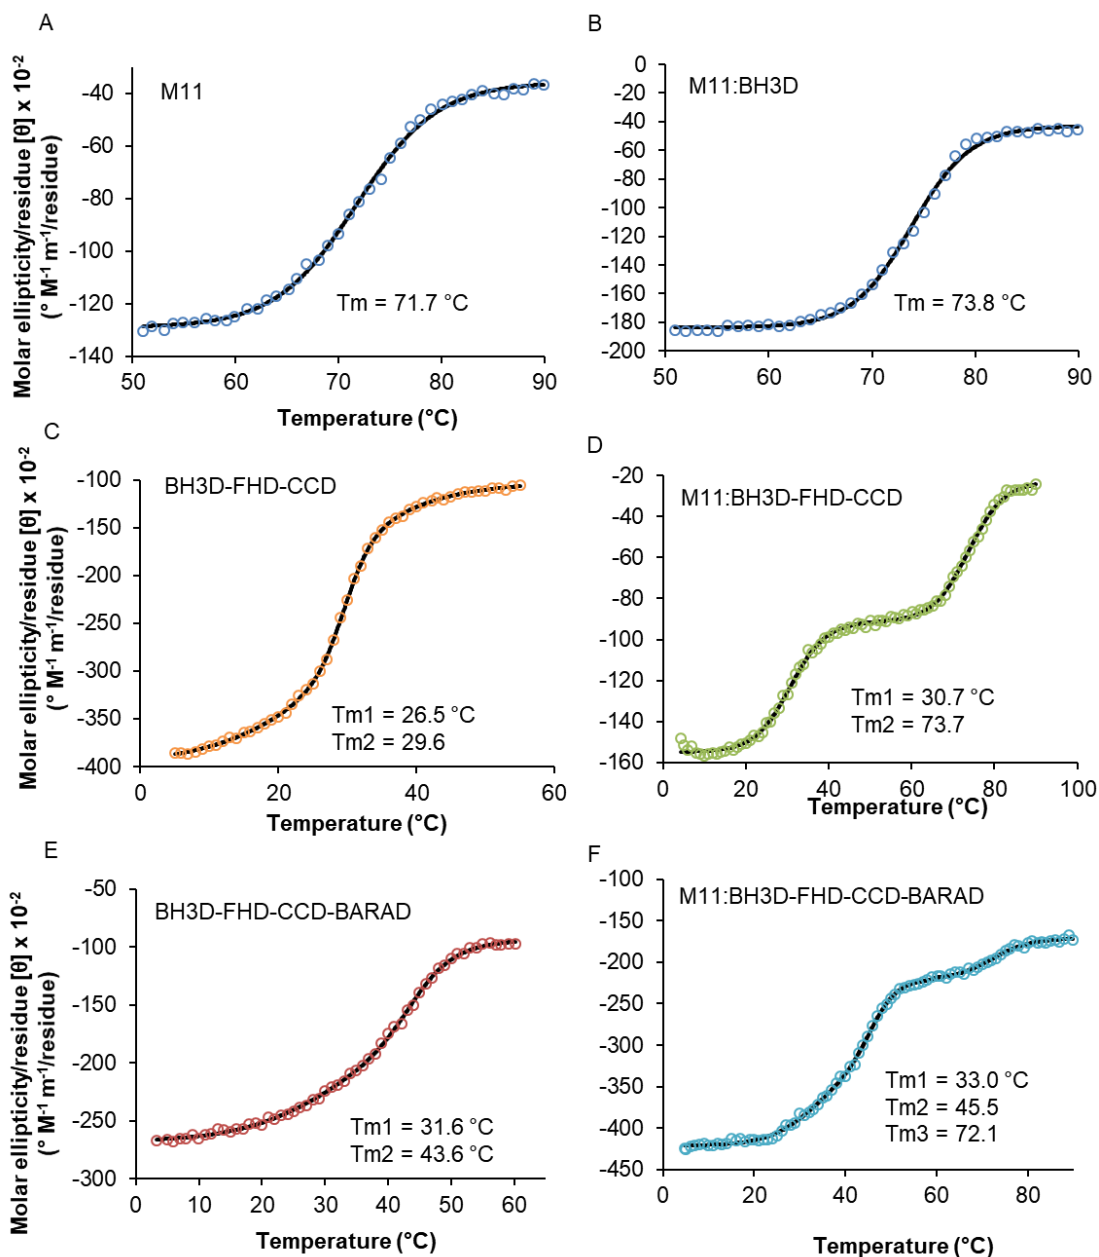 A
Molar ellipticity/residue [θ] x 10-2
(° M-1 m-1/residue)
M11
-40
-60
-80
-100
-120
-140
Tm = 71.7 °C
50 60 70 80 90
Temperature (°C)
B
M11:BH3D
0
-20
-40
-60
-80
-100
-120
-140
-160
-180
-200
Tm = 73.8 °C
50 60 70 80 90
C
Molar ellipticity/residue [θ] x 10-2
(° M-1 m-1/residue)
BH3D-FHD-CCD
-100
-150
-200
-250
-300
-350
-400
Tm1 = 26.5 °C
Tm2 = 29.6
0 20 40 60
Temperature (°C)
D
M11:BH3D-FHD-CCD
-20
-40
-60
-80
-100
-120
-140
-160
Tm1 = 30.7 °C
Tm2 = 73.7
0 20 40 60 80 100
Temperature (°C)
E
Molar ellipticity/residue [θ] x 10-2
(° M-1 m-1/residue)
BH3D-FHD-CCD-BARAD
-50
-100
-150
-200
-250
-300
Tm1 = 31.6 °C
Tm2 = 43.6 °C
0 10 20 30 40 50 60
Temperature (°C)
F
M11:BH3D-FHD-CCD-BARAD
-100
-150
-200
-250
-300
-350
-400
-450
Tm1 = 33.0 °C
Tm2 = 45.5
Tm3 = 72.1
0 20 40 60 80
Temperature (°C)